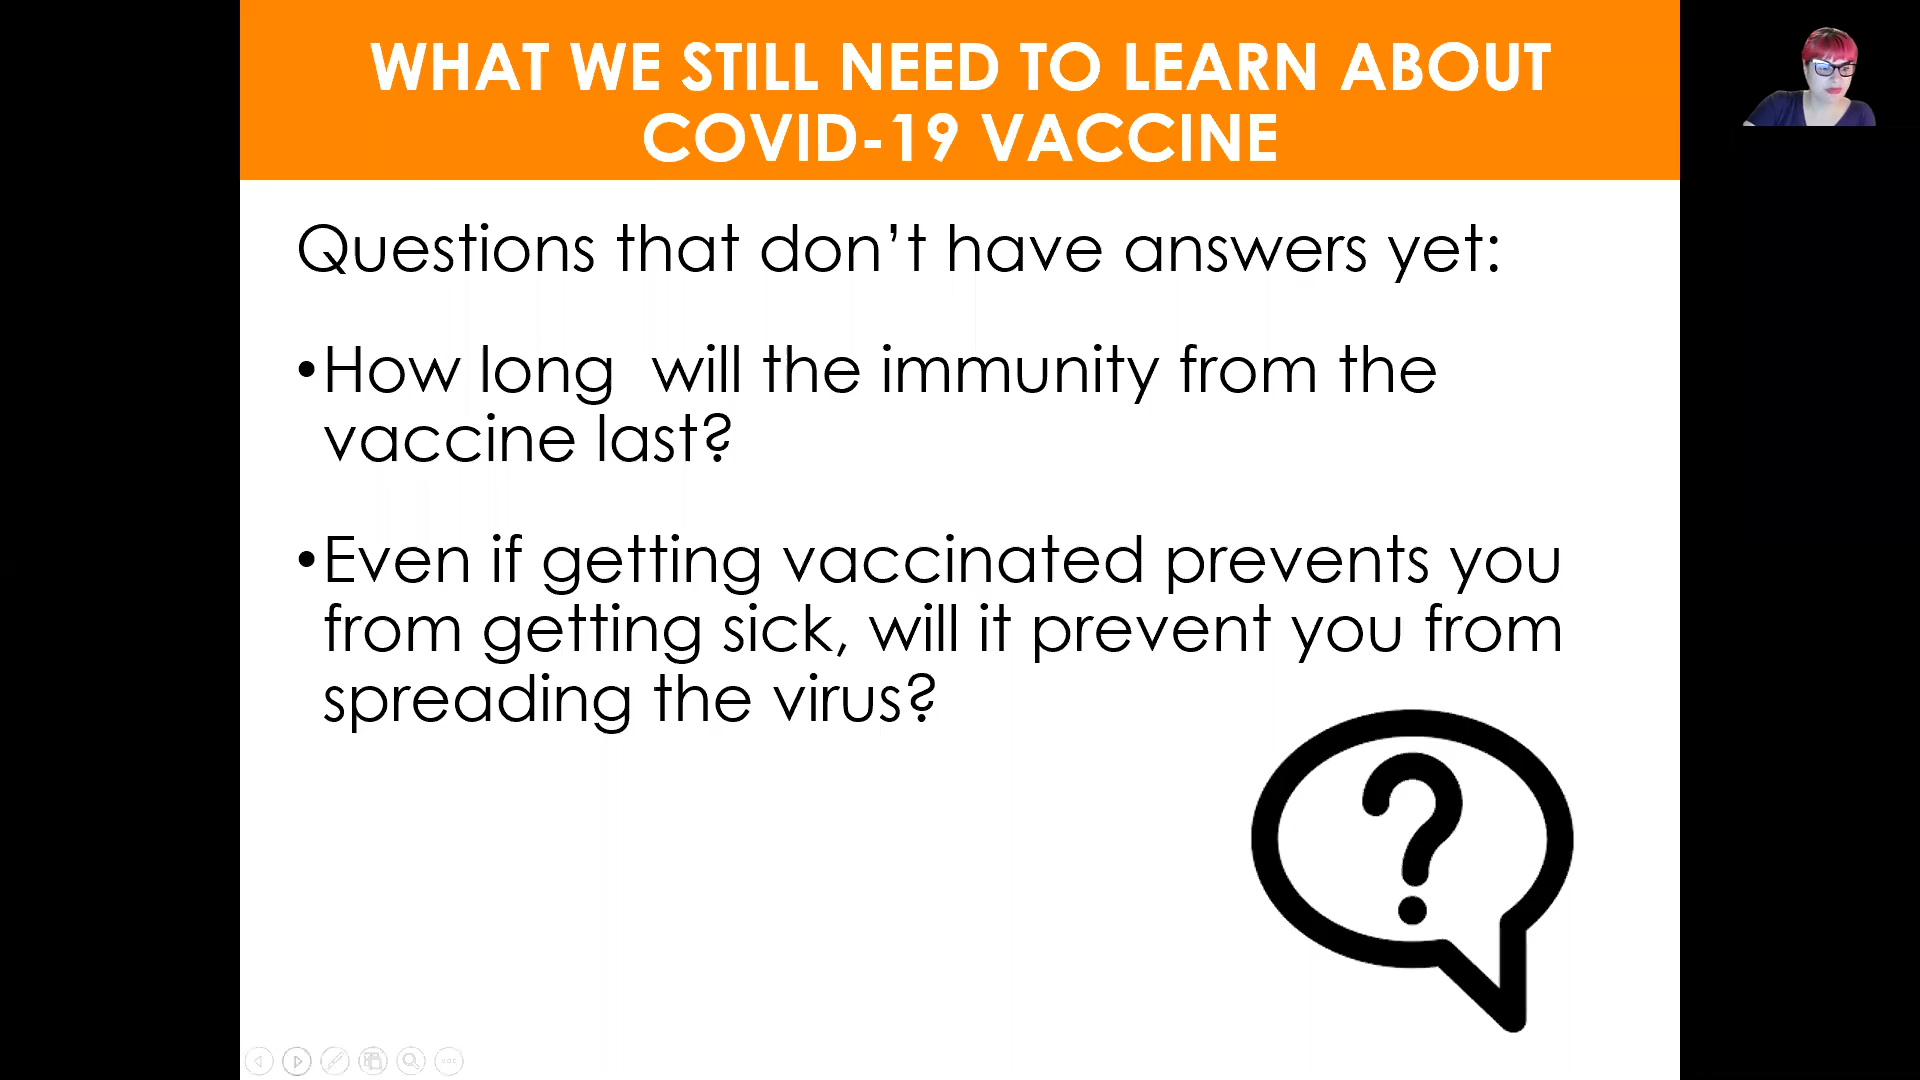 WHAT WE STILL NEED TO LEARN ABOUT
COVID-19 VACCINE
Questions that don’t have answers yet:
•How long  will the immunity from the
vaccine last?
•Even if getting vaccinated prevents you
from getting sick, will it prevent you from
spreading the virus?
?